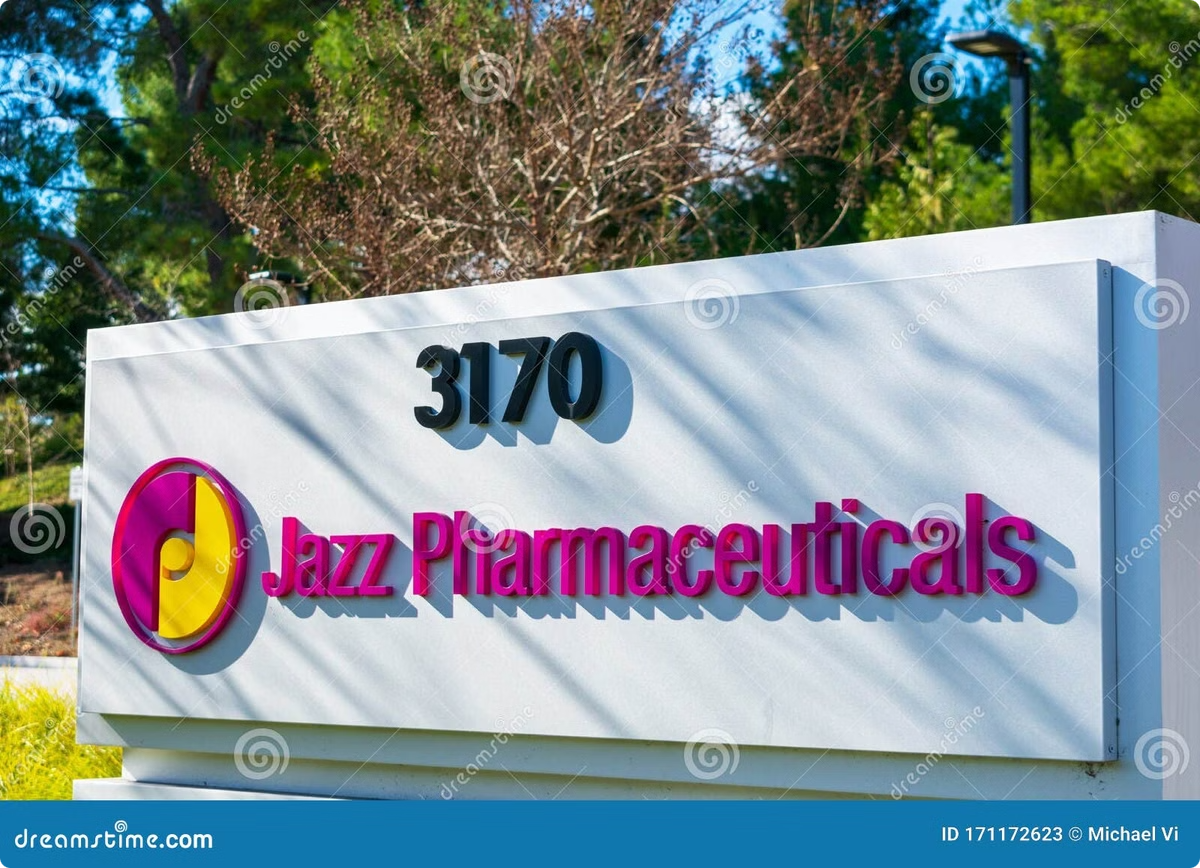 3170
Jazz Pharmaceuticals
dreamstime.com
ID 171172623 © Michael Vi